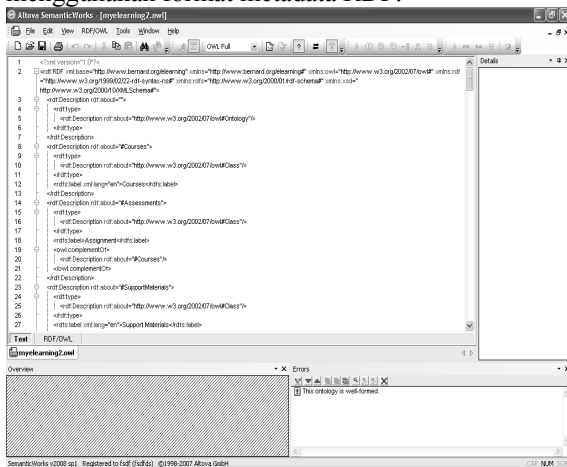 menggunakan format metadata RDF.
Altova SemanticWorks - [myelearning2.owl]
File Edit View RDF/OWL Tools Window Help
OWL Full
Details
1 <?xml version="1.0"?>
2 <rdf:RDF xml:base="http://www.bernard.org/elearning" xmlns="http://www.bernard.org/elearning#" xmlns:owl="http://www.w3.org/2002/07/owl#" xmlns:rdf
="http://www.w3.org/1999/02/22-rdf-syntax-ns#" xmlns:rdfs="http://www.w3.org/2000/01/rdf-schema#" xmlns:xsd="
http://www.w3.org/2000/10/XMLSchema#">
3 <rdf:Description rdf:about="">
4 <rdf:type>
5 <rdf:Description rdf:about="http://www.w3.org/2002/07/owl#Ontology"/>
6 </rdf:type>
7 </rdf:Description>
8 <rdf:Description rdf:about="#Courses">
9 <rdf:type>
10 <rdf:Description rdf:about="http://www.w3.org/2002/07/owl#Class"/>
11 </rdf:type>
12 <rdfs:label xml:lang="en">Courses</rdfs:label>
13 </rdf:Description>
14 <rdf:Description rdf:about="#Assessments">
15 <rdf:type>
16 <rdf:Description rdf:about="http://www.w3.org/2002/07/owl#Class"/>
17 </rdf:type>
18 <rdfs:label>Assignment</rdfs:label>
19 <owl:complementOf>
20 <rdf:Description rdf:about="#Courses"/>
21 </owl:complementOf>
22 </rdf:Description>
23 <rdf:Description rdf:about="#SupportMaterials">
24 <rdf:type>
25 <rdf:Description rdf:about="http://www.w3.org/2002/07/owl#Class"/>
26 </rdf:type>
27 <rdfs:label xml:lang="en">Support Materials</rdfs:label>
Text RDF/OWL
myelearning2.owl
Overview
Errors
This ontology is well-formed.
SemanticWorks v2008 sp1 Registered to fsdf (fsdfds) ©1998-2007 Altova GmbH
CAP NUM SCR